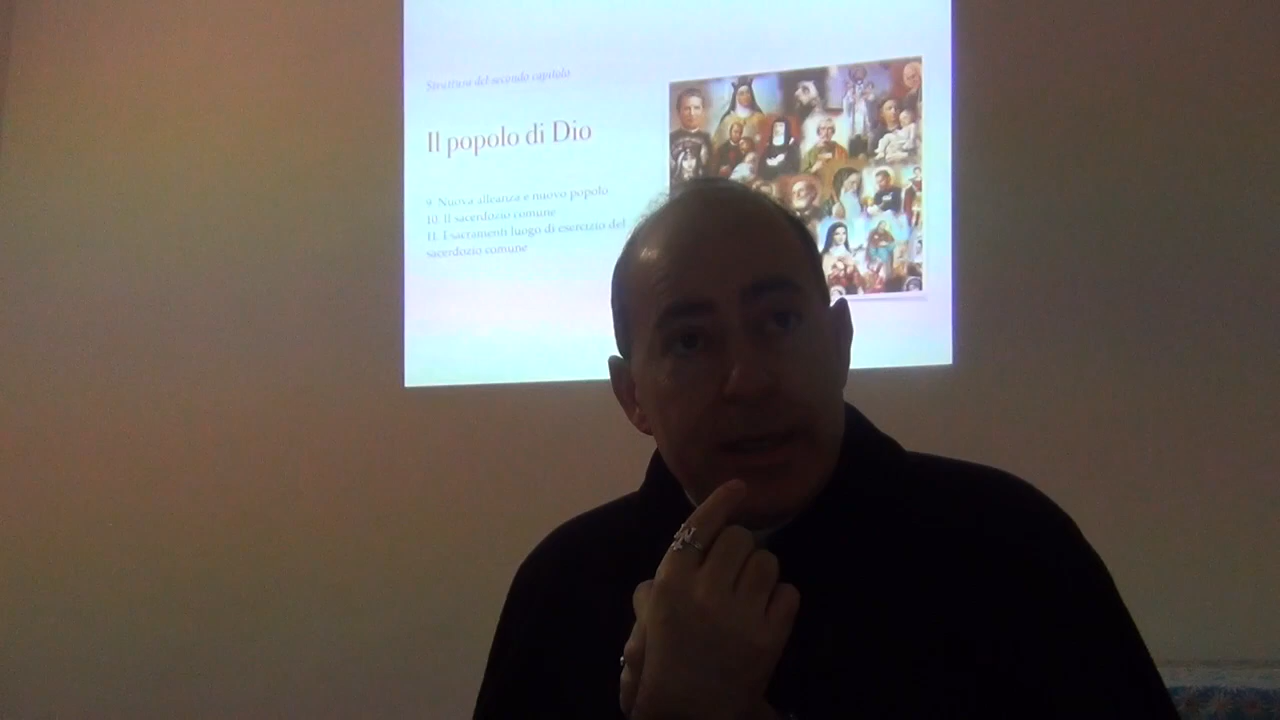 Strutture del secondo capitolo
Il popolo di Dio
9. Nuova alleanza e nuovo popolo
10. Il sacerdozio comune
11. I sacramenti luogo di esercizio del
sacerdozio comune